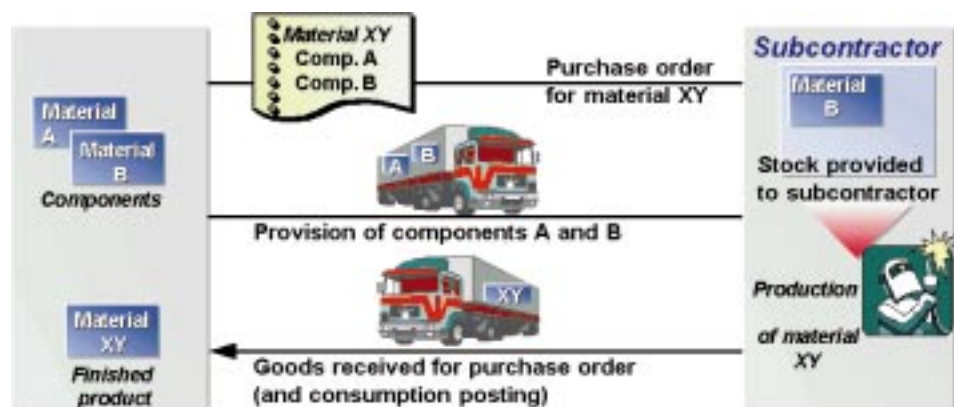 Material XY
Comp. A
Comp. B
Purchase order
for material XY
Subcontractor
Material
B
Stock provided
to subcontractor
Material
A
Material
B
Components
A
B
Provision of components A and B
XY
Production
of material
XY
Material
XY
Finished
product
Goods received for purchase order
(and consumption posting)